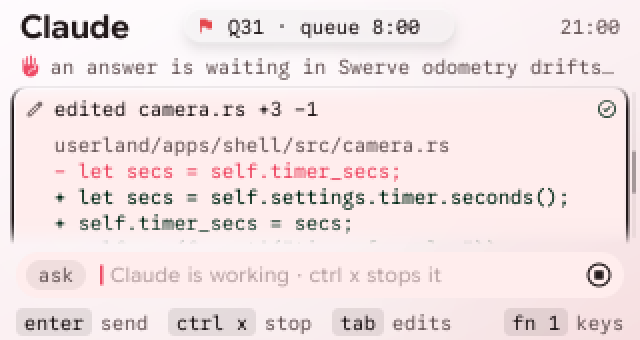 Claude
Q31 · queue 8:00
21:00
an answer is waiting in Swerve odometry drifts…
edited camera.rs +3 -1
userland/apps/shell/src/camera.rs
- let secs = self.timer_secs;
+ let secs = self.settings.timer.seconds();
+ self.timer_secs = secs;
ask Claude is working · ctrl x stops it
enter send ctrl x stop tab edits fn 1 keys